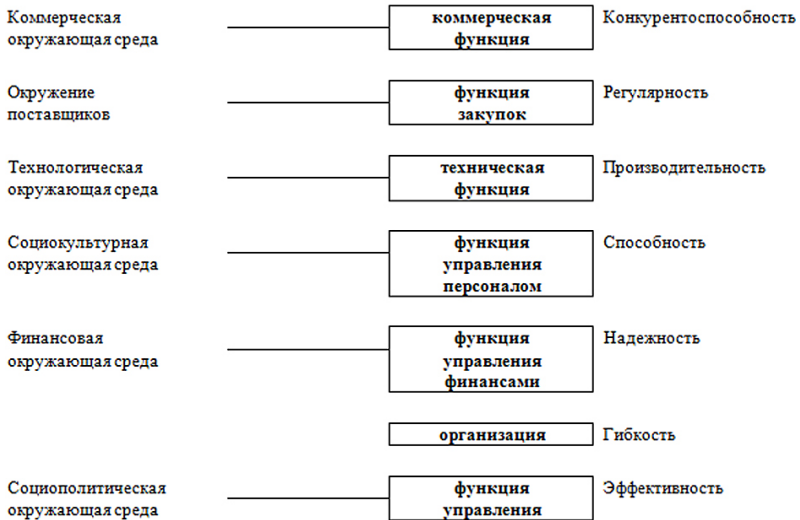 Коммерческая
окружающая среда
коммерческая
функция
Конкурентоспособность
Окружение
поставщиков
функция
закупок
Регулярность
Технологическая
окружающая среда
техническая
функция
Производительность
Социокультурная
окружающая среда
функция
управления
персоналом
Способность
Финансовая
окружающая среда
функция
управления
финансами
Надежность
организация
Гибкость
Социополитическая
окружающая среда
функция
управления
Эффективность